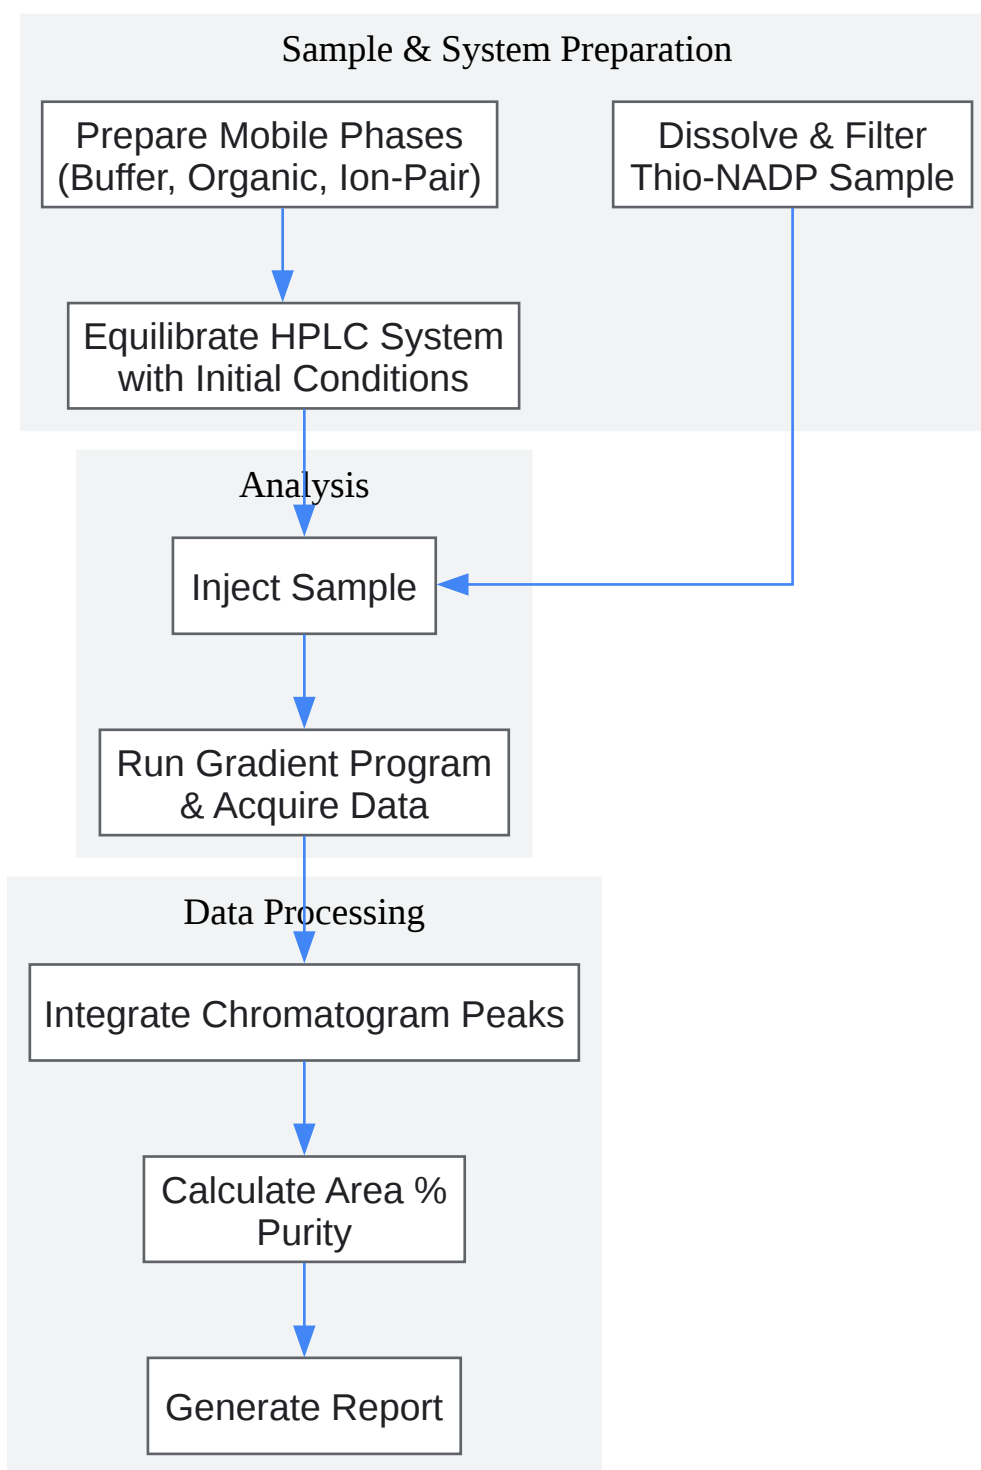 Sample & System Preparation
Prepare Mobile Phases
(Buffer, Organic, Ion-Pair)
Dissolve & Filter
Thio-NADP Sample
Equilibrate HPLC System
with Initial Conditions
Analysis
Inject Sample
Run Gradient Program
& Acquire Data
Data Processing
Integrate Chromatogram Peaks
Calculate Area %
Purity
Generate Report